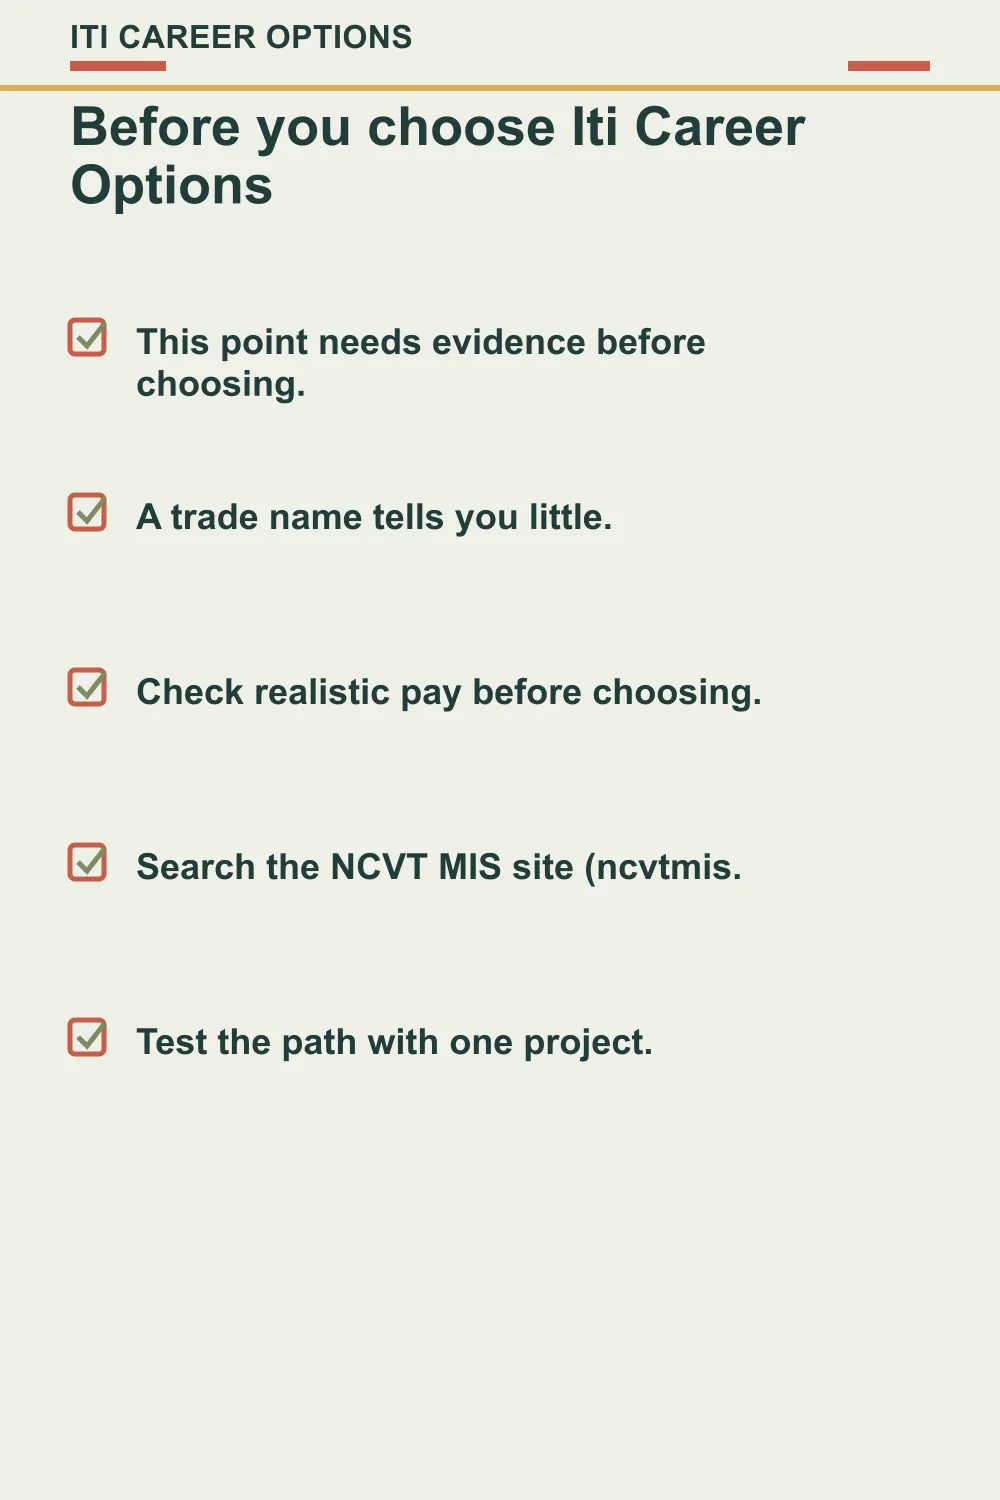 ITI CAREER OPTIONS
Before you choose Iti Career
Options
This point needs evidence before
choosing.
A trade name tells you little.
Check realistic pay before choosing.
Search the NCVT MIS site (ncvtmis.
Test the path with one project.